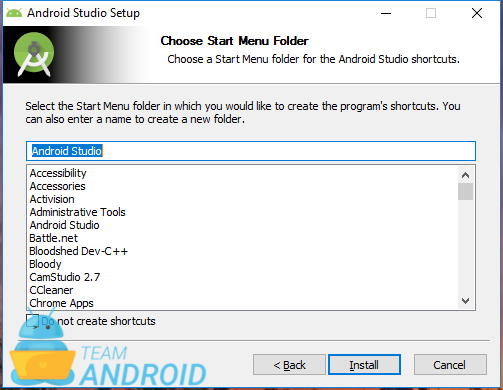 Android Studio Setup
Choose Start Menu Folder
Choose a Start Menu folder for the Android Studio shortcuts.
Select the Start Menu folder in which you would like to create the program's shortcuts. You
can also enter a name to create a new folder.
Android Studio
Accessibility
Accessories
Activision
Administrative Tools
Android Studio
Battle.net
Bloodshed Dev-C++
Bloody
CamStudio 2.7
CCleaner
Chrome Apps
Do not create shortcuts
TEAM
ANDROID
< Back
Install
Cancel